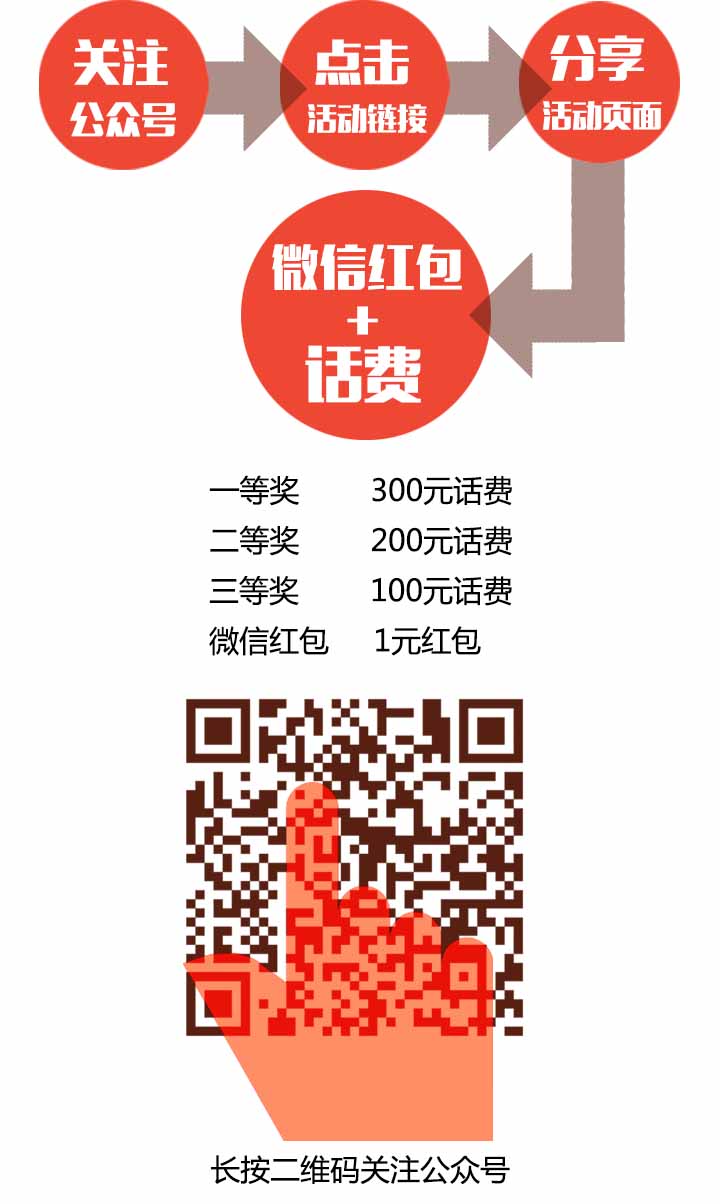 关注
公众号
点击
活动链接
分享
活动页面
微信红包
+
话费
一等奖 300元话费
二等奖 200元话费
三等奖 100元话费
微信红包 1元红包
长按二维码关注公众号